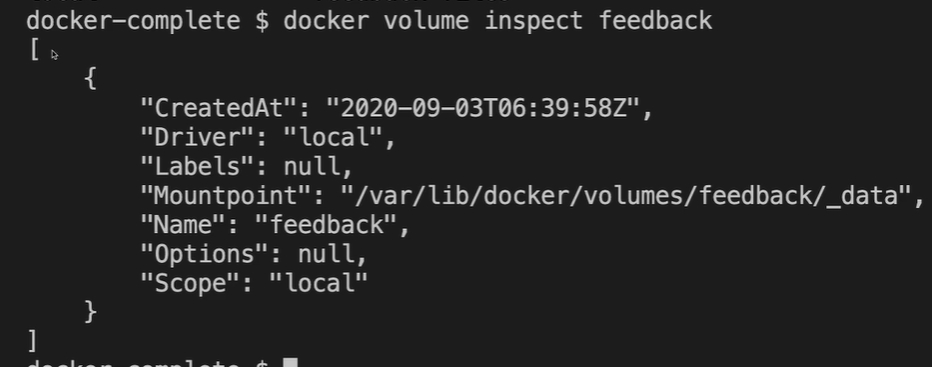 docker-complete $ docker volume inspect feedback
[
    {
        "CreatedAt": "2020-09-03T06:39:58Z",
        "Driver": "local",
        "Labels": null,
        "Mountpoint": "/var/lib/docker/volumes/feedback/_data",
        "Name": "feedback",
        "Options": null,
        "Scope": "local"
    }
]
docker-complete $